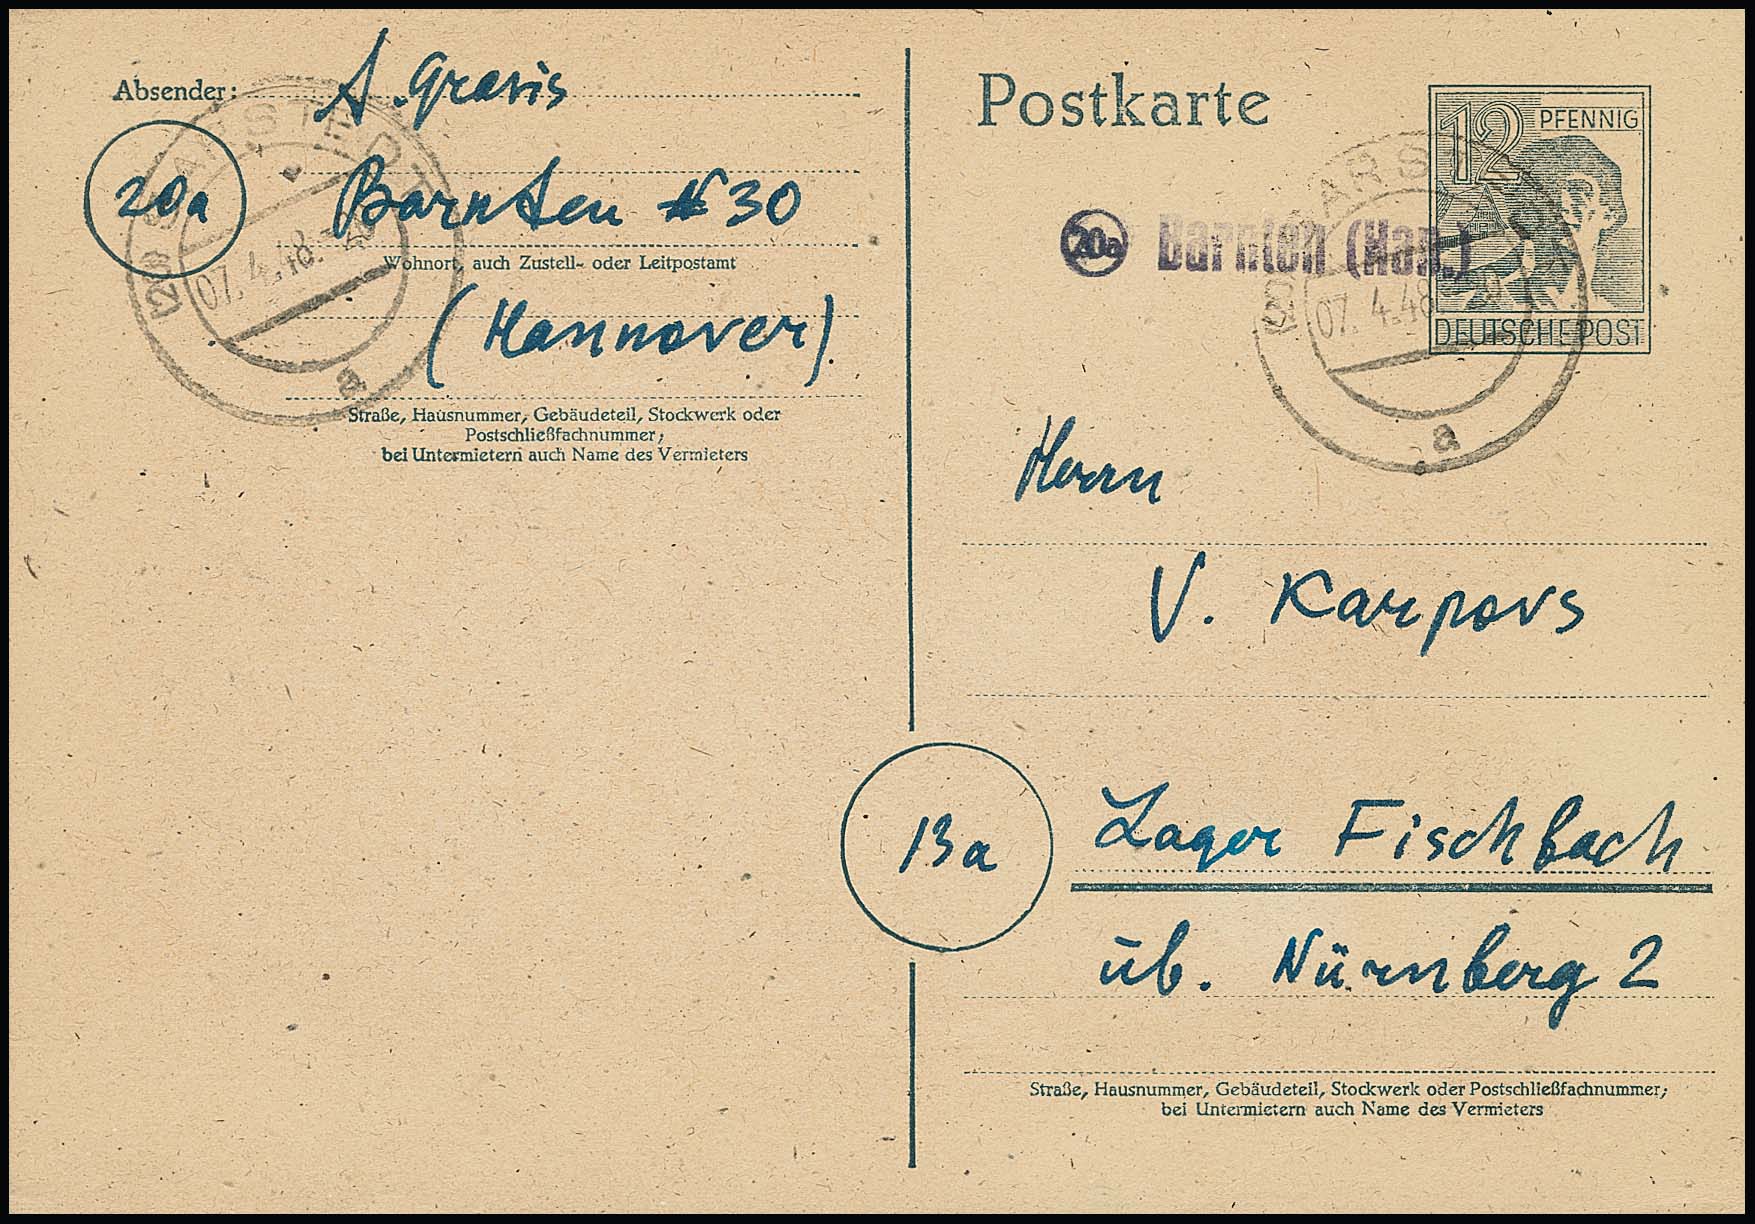 Absender: A. Gravis
20a Barnten # 30
Wohnort, auch Zustell- oder Leitpostamt
(Hannover)
Straße, Hausnummer, Gebäudeteil, Stockwerk oder
Postschließfachnummer;
bei Untermietern auch Name des Vermieters
SARSTEDT
07.4.48.
a
Postkarte
12 PFENNIG
DEUTSCHE POST
20a Barnten (Han.)
07. 4.48
a
Herrn
V. Karpovs
13a Lager Fischbach
üb. Nürnberg 2
Straße, Hausnummer, Gebäudeteil, Stockwerk oder Postschließfachnummer;
bei Untermietern auch Name des Vermieters